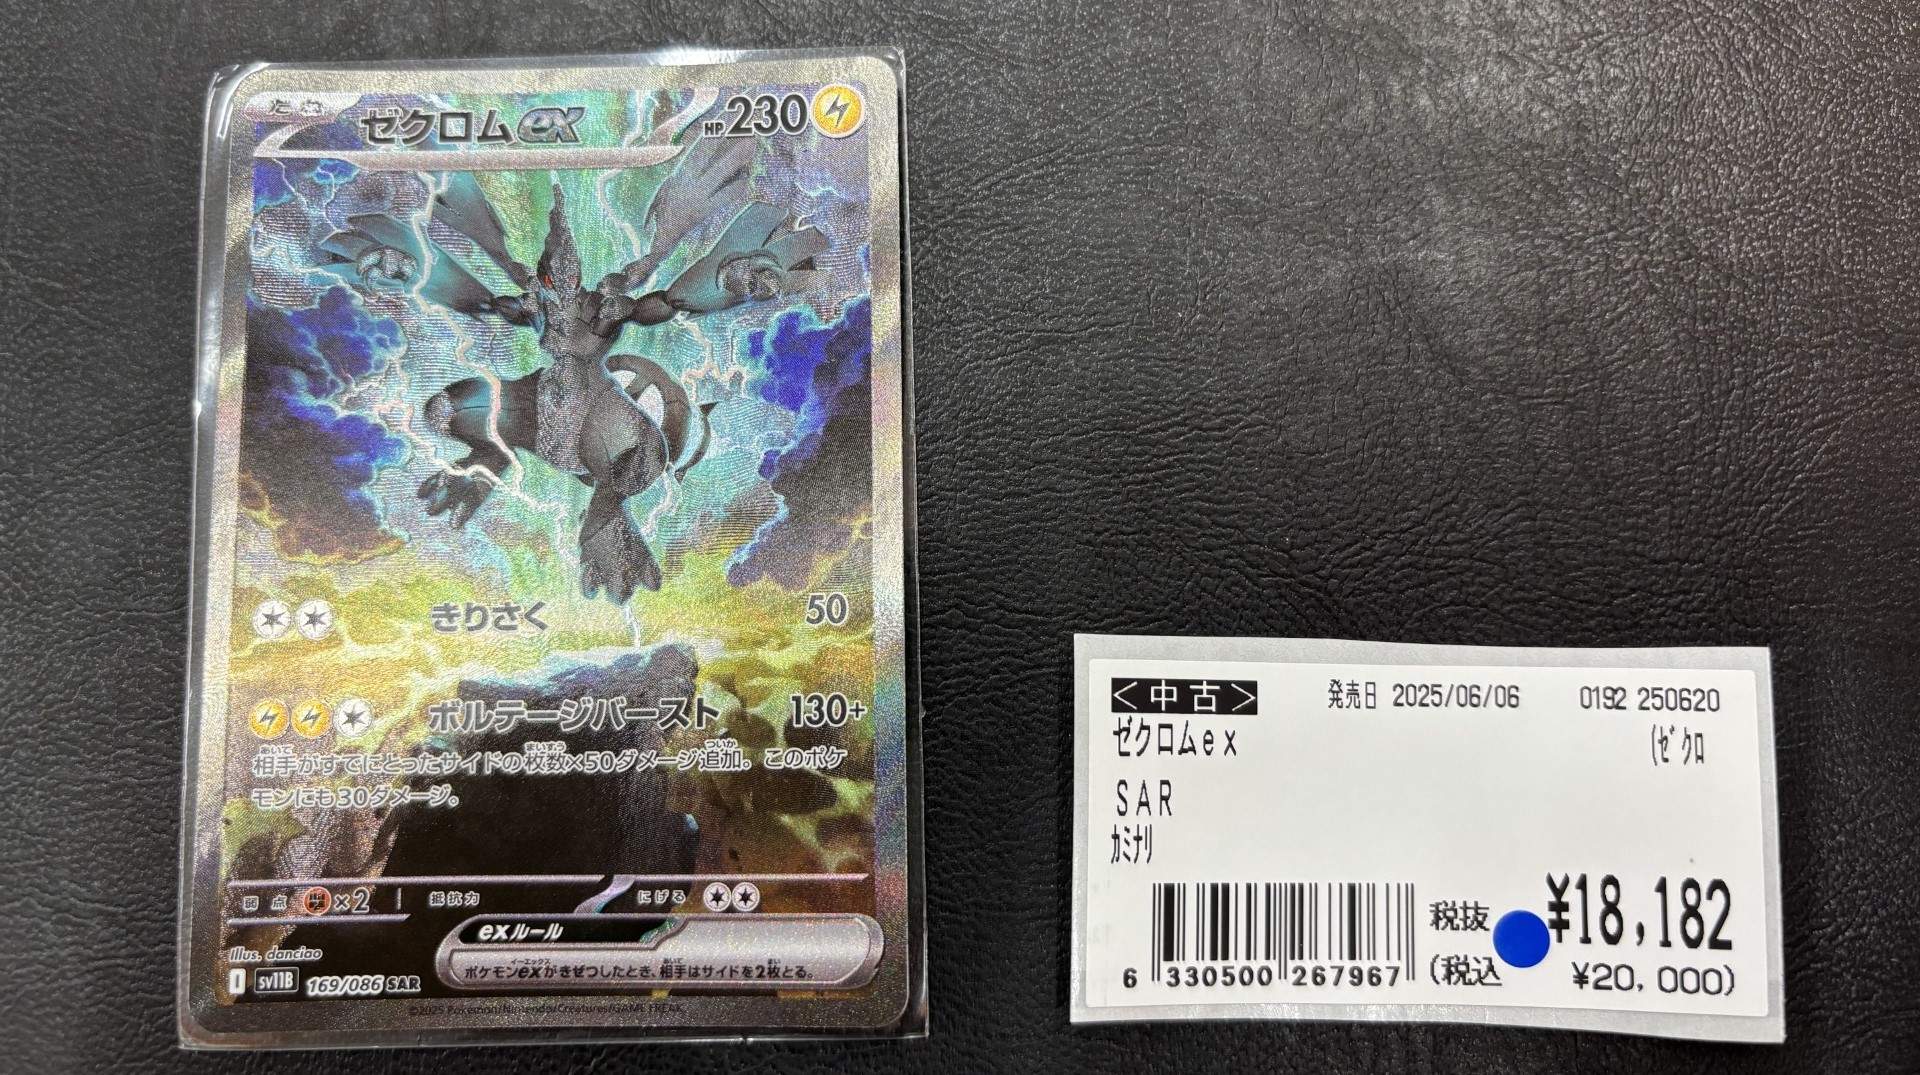 たね ゼクロムex HP230
きりさく 50
ボルテージバースト 130+
相手がすでにとったサイドの枚数×50ダメージ追加。このポケ
モンにも30ダメージ。
弱点 ×2 抵抗力 にげる
exルール
ポケモンexがきぜつしたとき、相手はサイドを2枚とる。
Illus. danciao
I sv11B 169/086 SAR
©2025 Pokémon/Nintendo/Creatures/GAME FREAK
<中古> 発売日 2025/06/06 0192 250620
ゼクロムex (ゼクロ
SAR
カミナリ
税抜 ¥18,182
(税込 ¥20,000)
6 330500 267967